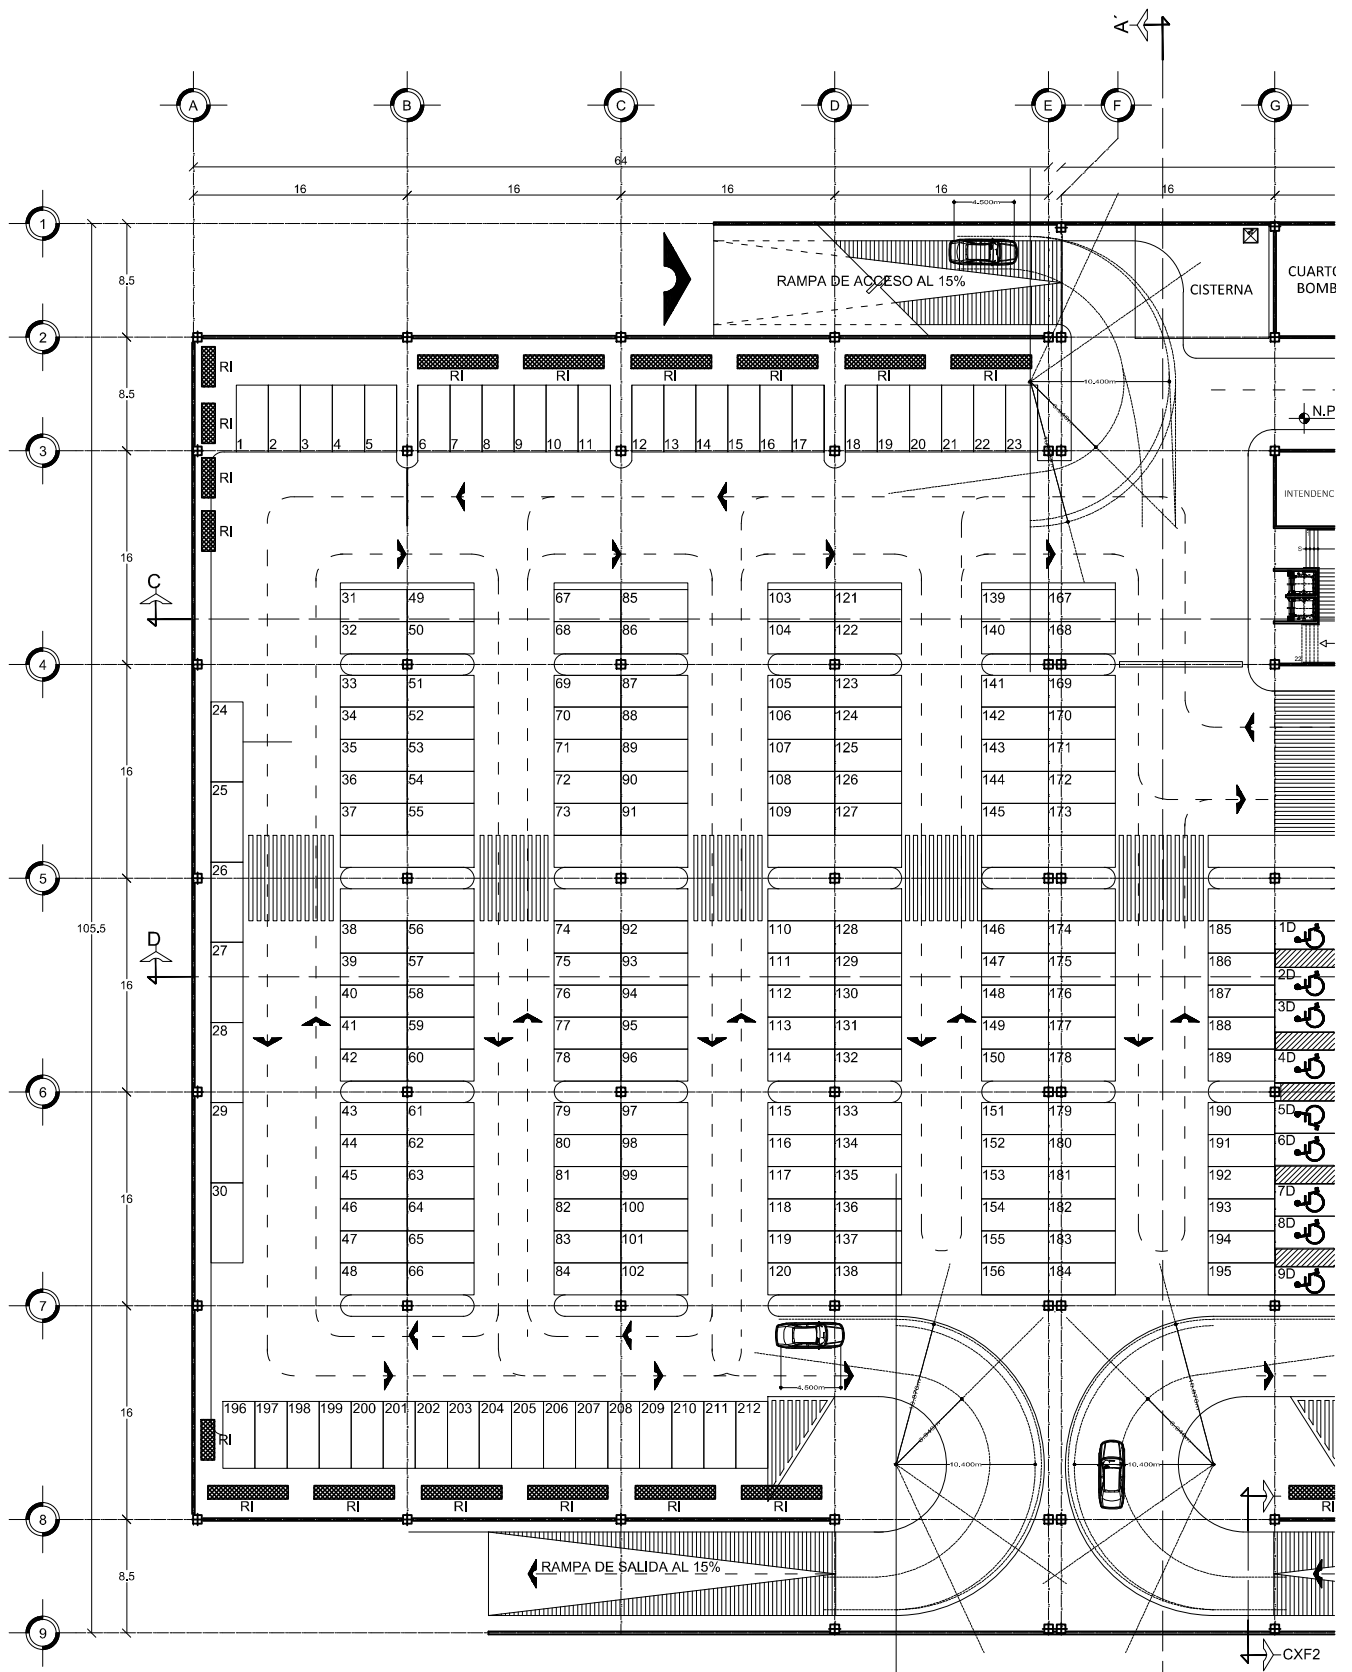 A'
A B C D E F G
64
16 16 16 16 16
4.500m
1
8.5
RAMPA DE ACCESO AL 15%
CISTERNA
CUARTO
BOMB
2
RI
RI RI RI RI RI RI
8.5
10.400m
RI
N.P
3
1 2 3 4 5 6 7 8 9 10 11 12 13 14 15 16 17 18 19 20 21 22 23
RI
INTENDENC
RI
16
S
C
31 49 67 85 103 121 139 167
32 50 68 86 104 122 140 168
22
4
33 51 69 87 105 123 141 169
24
34 52 70 88 106 124 142 170
35 53 71 89 107 125 143 171
16
36 54 72 90 108 126 144 172
25
37 55 73 91 109 127 145 173
26
5
105.5
38 56 74 92 110 128 146 174 185 1D
D
27
39 57 75 93 111 129 147 175 186
2D
16
40 58 76 94 112 130 148 176 187
3D
28
41 59 77 95 113 131 149 177 188
42 60 78 96 114 132 150 178 189 4D
6
29
43 61 79 97 115 133 151 179 190 5D
44 62 80 98 116 134 152 180 191 6D
45 63 81 99 117 135 153 181 192
30
7D
16
46 64 82 100 118 136 154 182 193
8D
47 65 83 101 119 137 155 183 194
48 66 84 102 120 138 156 184 195 9D
7
4.500m
16
196 197 198 199 200 201 202 203 204 205 206 207 208 209 210 211 212
RI
10.400m 10.400m
RI RI RI RI RI RI RI
8
8.5
RAMPA DE SALIDA AL 15%
9
CXF2